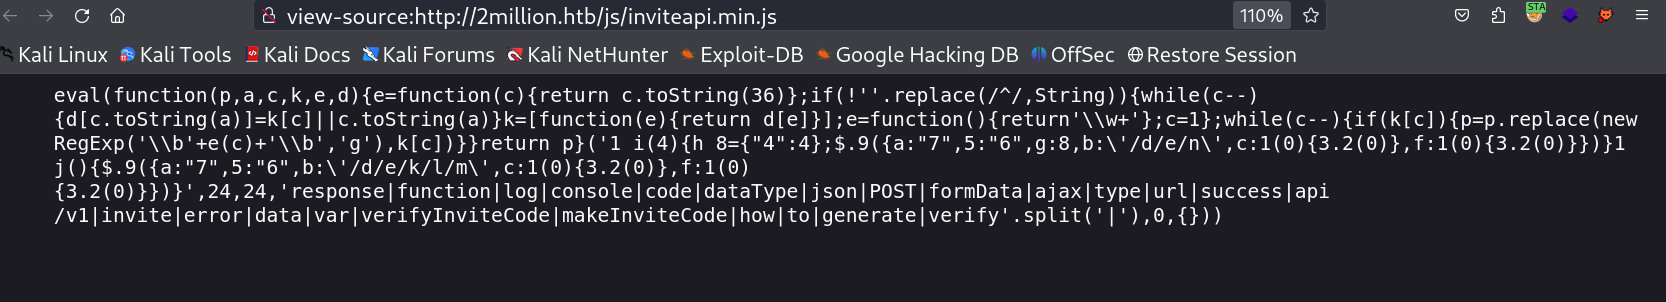 view-source:http://2million.htb/js/inviteapi.min.js
110%
STA
Kali Linux Kali Tools Kali Docs Kali Forums Kali NetHunter Exploit-DB Google Hacking DB OffSec Restore Session
eval(function(p,a,c,k,e,d){e=function(c){return c.toString(36)};if(!''.replace(/^/,String)){while(c--)
{d[c.toString(a)]=k[c]||c.toString(a)}k=[function(e){return d[e]}];e=function(){return'\\w+'};c=1};while(c--){if(k[c]){p=p.replace(new
RegExp('\\b'+e(c)+'\\b','g'),k[c])}}return p}('1 i(4){h 8={"4":4};$.9({a:"7",5:"6",g:8,b:\'/d/e/n\',c:1(0){3.2(0)},f:1(0){3.2(0)}})}1
j(){$.9({a:"7",5:"6",b:\'/d/e/k/l/m\',c:1(0){3.2(0)},f:1(0)
{3.2(0)}})}',24,24,'response|function|log|console|code|dataType|json|POST|formData|ajax|type|url|success|api
/v1|invite|error|data|var|verifyInviteCode|makeInviteCode|how|to|generate|verify'.split('|'),0,{}))